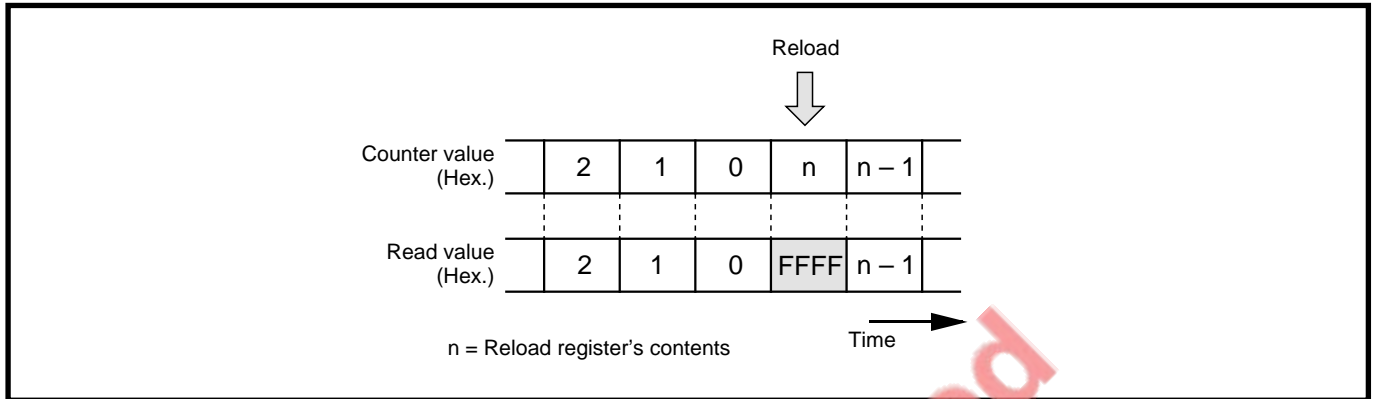 Reload
Counter value (Hex.) 2 1 0 n n – 1
Read value (Hex.) 2 1 0 FFFF n – 1
Time
n = Reload register’s contents